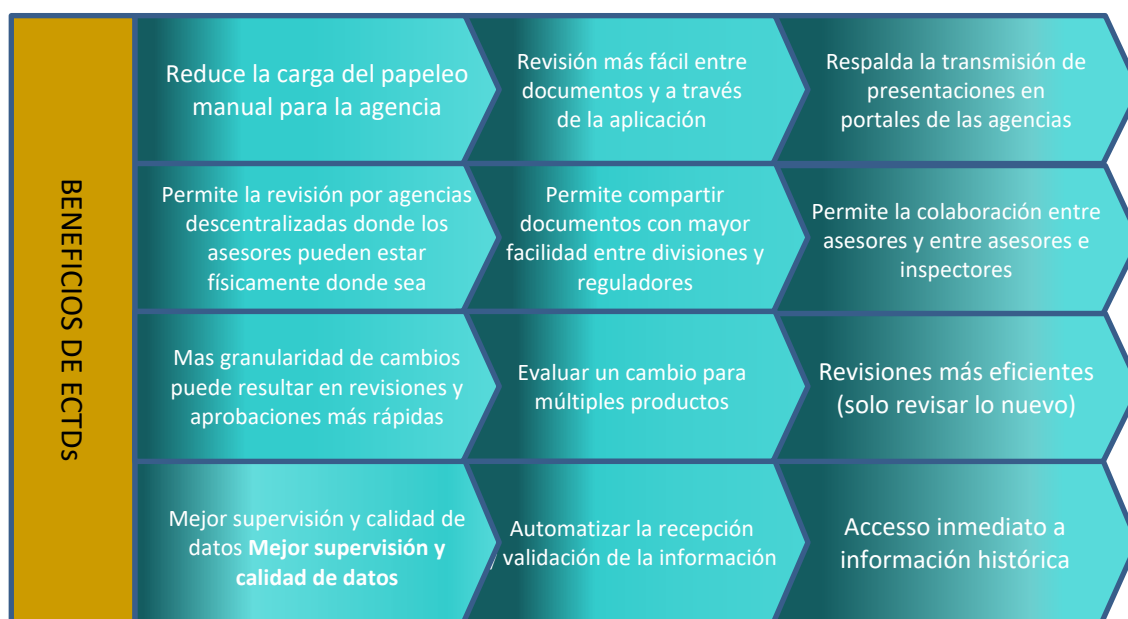 BENEFICIOS DE ECTDs
Reduce la carga del papeleo
manual para la agencia
Revisión más fácil entre
documentos y a través
de la aplicación
Respalda la transmisión de
presentaciones en
portales de las agencias
Permite la revisión por agencias
descentralizadas donde los
asesores pueden estar
físicamente donde sea
Permite compartir
documentos con mayor
facilidad entre divisiones y
reguladores
Permite la colaboración entre
asesores y entre asesores e
inspectores
Mas granularidad de cambios
puede resultar en revisiones y
aprobaciones más rápidas
Evaluar un cambio para
múltiples productos
Revisiones más eficientes
(solo revisar lo nuevo)
Mejor supervisión y calidad de
datos Mejor supervisión y
calidad de datos
Automatizar la recepción
y validación de la información
Accesso inmediato a
información histórica